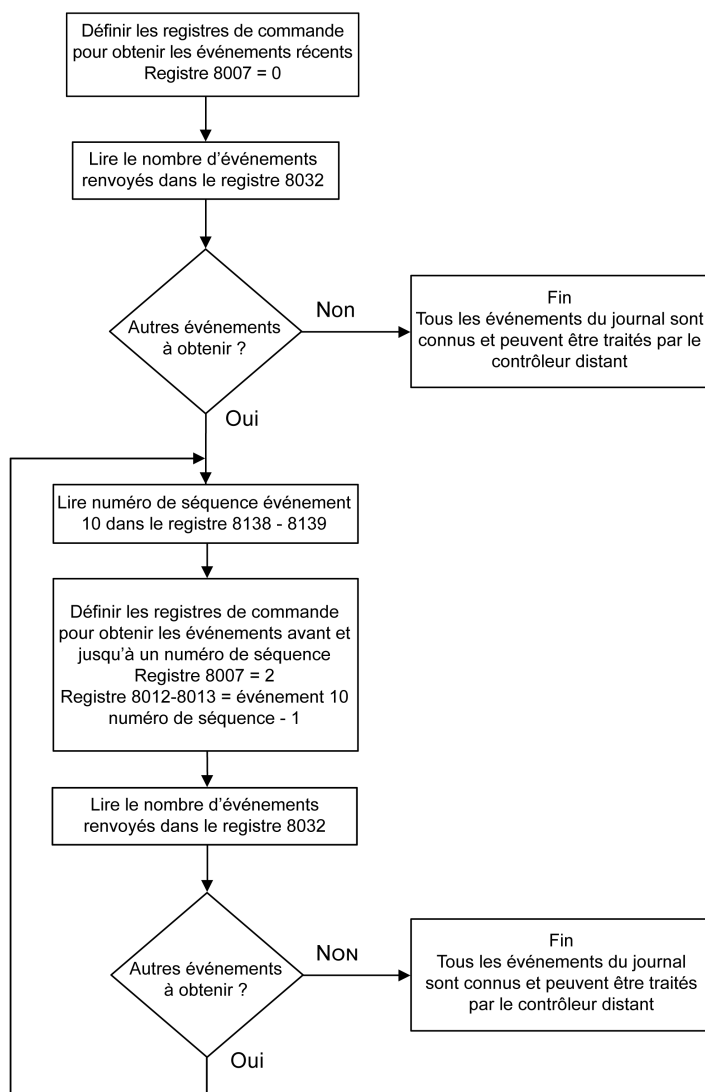 Définir les registres de commande
pour obtenir les événements récents
Registre 8007 = 0
Lire le nombre d’événements
renvoyés dans le registre 8032
Autres événements
à obtenir ?
Non
Fin
Tous les événements du journal sont
connus et peuvent être traités par le
contrôleur distant
Oui
Lire numéro de séquence événement
10 dans le registre 8138 - 8139
Définir les registres de commande
pour obtenir les événements avant et
jusqu’à un numéro de séquence
Registre 8007 = 2
Registre 8012-8013 = événement 10
numéro de séquence - 1
Lire le nombre d’événements
renvoyés dans le registre 8032
Autres événements
à obtenir ?
NON
Fin
Tous les événements du journal
sont connus et peuvent être traités
par le contrôleur distant
Oui